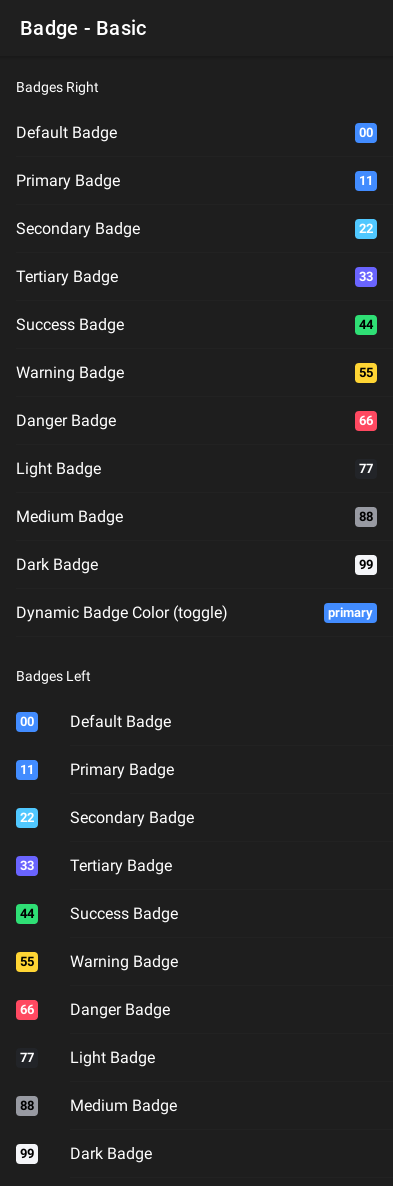 Badge - Basic
Badges Right
Default Badge 00
Primary Badge 11
Secondary Badge 22
Tertiary Badge 33
Success Badge 44
Warning Badge 55
Danger Badge 66
Light Badge 77
Medium Badge 88
Dark Badge 99
Dynamic Badge Color (toggle) primary
Badges Left
00 Default Badge
11 Primary Badge
22 Secondary Badge
33 Tertiary Badge
44 Success Badge
55 Warning Badge
66 Danger Badge
77 Light Badge
88 Medium Badge
99 Dark Badge